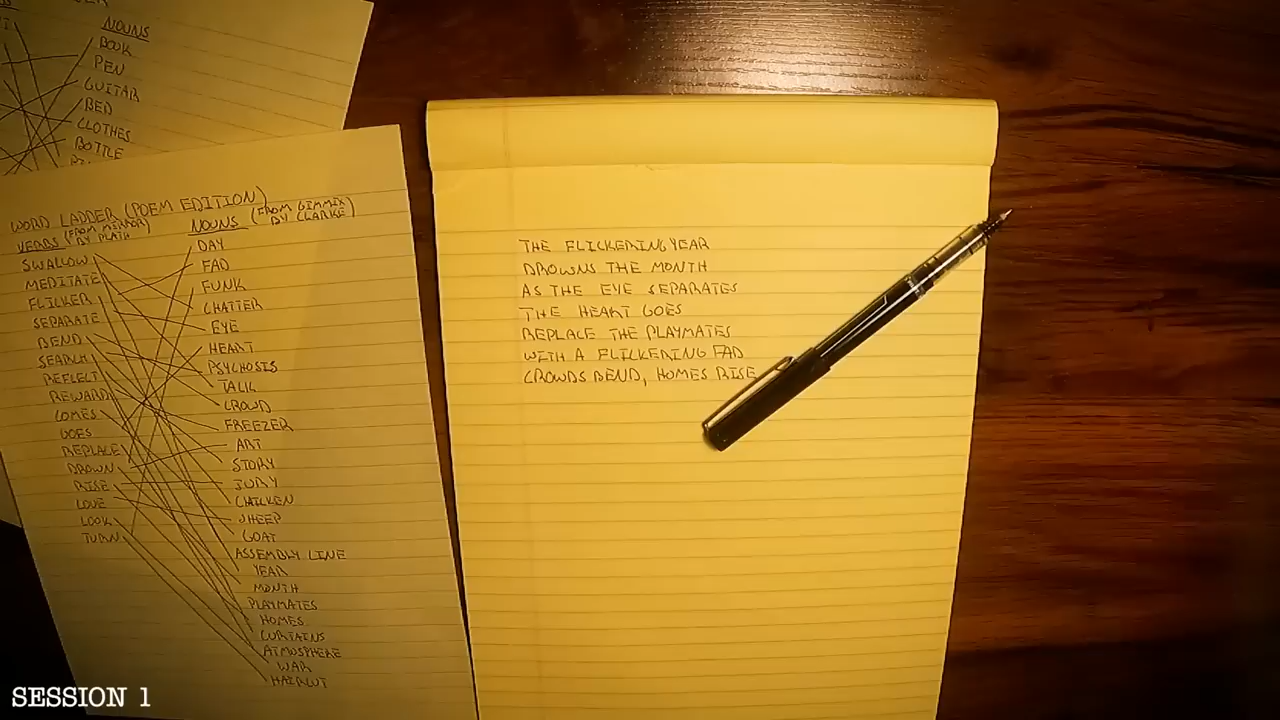 NOUNS
BOOK
PEN
GUITAR
BED
CLOTHES
BOTTLE
WORD LADDER (POEM EDITION)
VERBS (FROM MIRROR BY PLATH)
SWALLOW
MEDITATE
FLICKER
SEPARATE
BEND
SEARCH
REFLECT
REWARD
COMES
GOES
REPLACE
DROWN
RISE
LOVE
LOOK
TURN
NOUNS (FROM GIMMIX BY CLARKE)
DAY
FAD
FUNK
CHATTER
EYE
HEART
PSYCHOSIS
TALK
CROWD
FREEZER
ART
STORY
JURY
CHICKEN
SHEEP
GOAT
ASSEMBLY LINE
YEAR
MONTH
PLAYMATES
HOMES
CURTAINS
ATMOSPHERE
WAR
HAIRCUT
THE FLICKERING YEAR
DROWNS THE MONTH
AS THE EYE SEPARATES
THE HEART GOES
REPLACE THE PLAYMATES
WITH A FLICKERING FAD
CROWDS BEND, HOMES RISE
SESSION 1